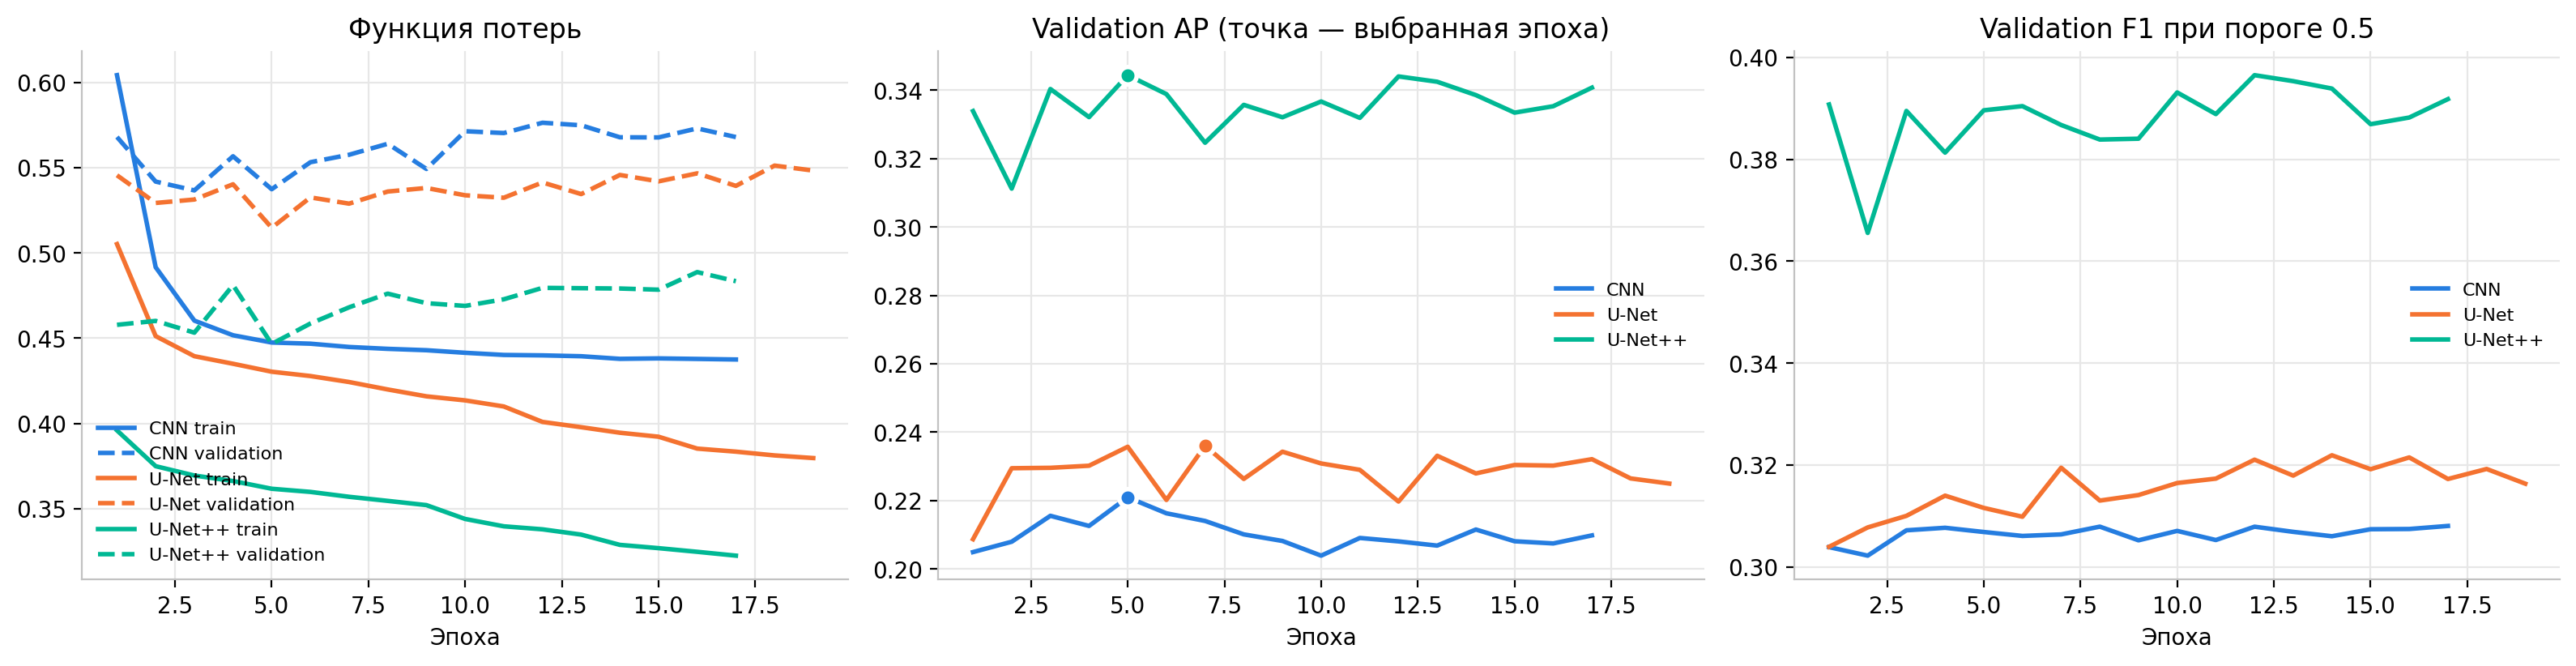 Функция потерь
0.60
0.55
0.50
0.45
0.40
0.35
CNN train
CNN validation
U-Net train
U-Net validation
U-Net++ train
U-Net++ validation
2.5 5.0 7.5 10.0 12.5 15.0 17.5
Эпоха
Validation AP (точка — выбранная эпоха)
0.34
0.32
0.30
0.28
0.26
0.24
0.22
0.20
CNN
U-Net
U-Net++
2.5 5.0 7.5 10.0 12.5 15.0 17.5
Эпоха
Validation F1 при пороге 0.5
0.40
0.38
0.36
0.34
0.32
0.30
CNN
U-Net
U-Net++
2.5 5.0 7.5 10.0 12.5 15.0 17.5
Эпоха